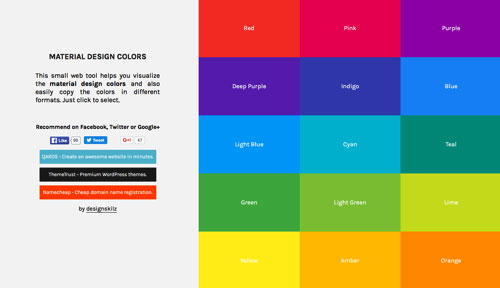 MATERIAL DESIGN COLORS
This small web tool helps you visualize
the material design colors and also
easily copy the colors in different
formats. Just click to select.
Recommend on Facebook, Twitter or Google+
Like 99 Tweet G+1 47
QARDS - Create an awesome website in minutes.
ThemeTrust - Premium WordPress themes.
Namecheap - Cheap domain name registration.
by designskilz
Red Pink Purple
Deep Purple Indigo Blue
Light Blue Cyan Teal
Green Light Green Lime
Yellow Amber Orange